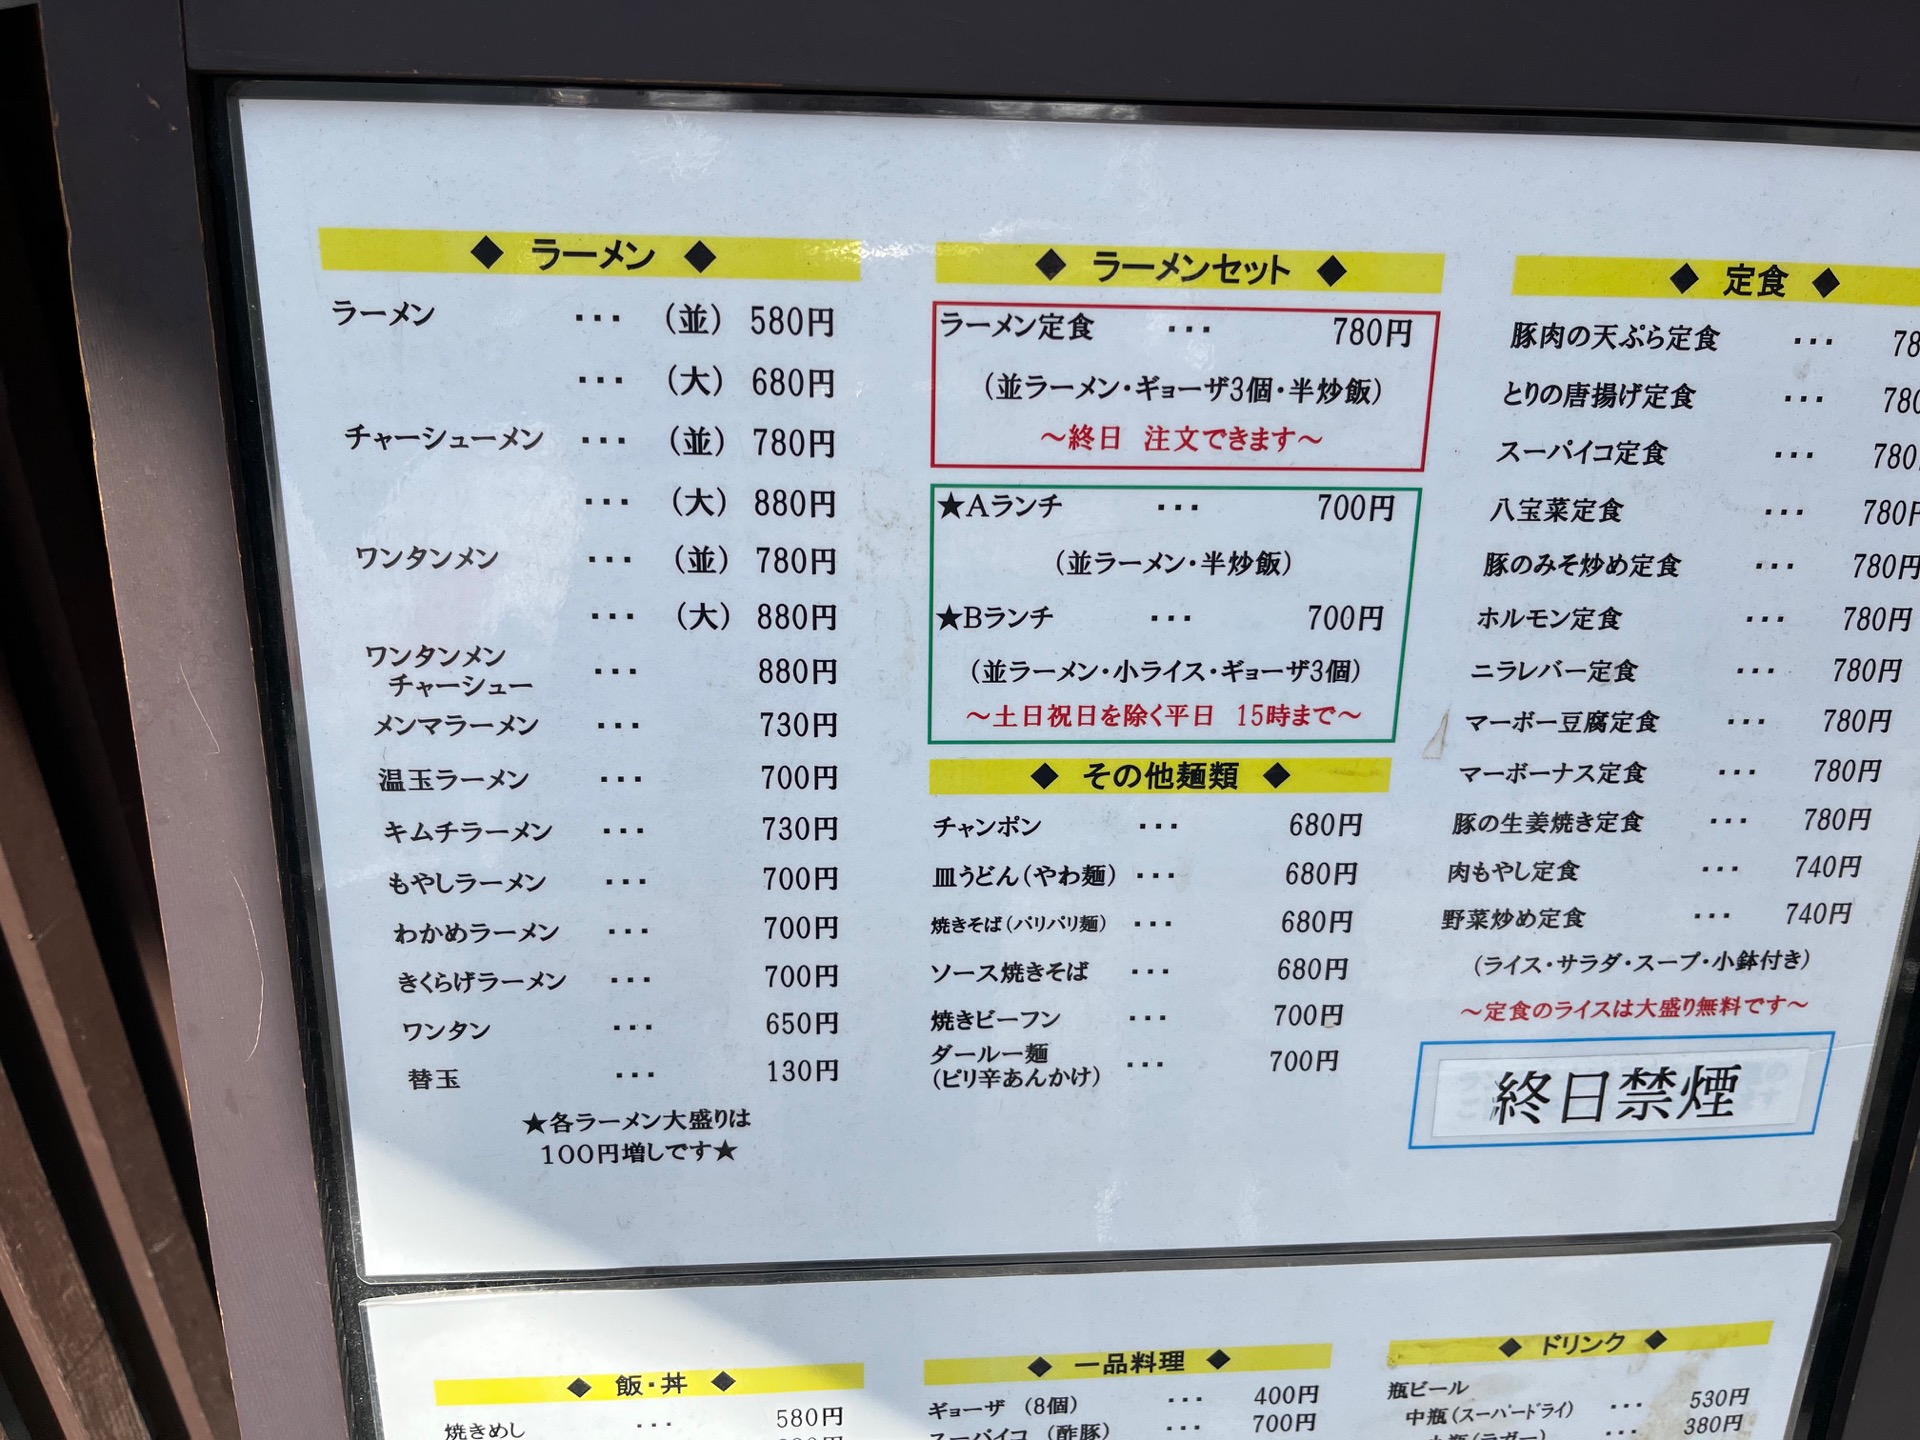 ◆ ラーメン ◆
ラーメン ・・・ (並) 580円
・・・ (大) 680円
チャーシューメン ・・・ (並) 780円
・・・ (大) 880円
ワンタンメン ・・・ (並) 780円
・・・ (大) 880円
ワンタンメン
チャーシュー ・・・ 880円
メンマラーメン ・・・ 730円
温玉ラーメン ・・・ 700円
キムチラーメン ・・・ 730円
もやしラーメン ・・・ 700円
わかめラーメン ・・・ 700円
きくらげラーメン ・・・ 700円
ワンタン ・・・ 650円
替玉 ・・・ 130円
★各ラーメン大盛りは
100円増しです★
◆ ラーメンセット ◆
ラーメン定食 ・・・ 780円
(並ラーメン・ギョーザ3個・半炒飯)
～終日 注文できます～
★Aランチ ・・・ 700円
(並ラーメン・半炒飯)
★Bランチ ・・・ 700円
(並ラーメン・小ライス・ギョーザ3個)
～土日祝日を除く平日 15時まで～
◆ その他麺類 ◆
チャンポン ・・・ 680円
皿うどん(やわ麺) ・・・ 680円
焼きそば(パリパリ麺) ・・・ 680円
ソース焼きそば ・・・ 680円
焼きビーフン ・・・ 700円
ダールー麺
(ピリ辛あんかけ) ・・・ 700円
◆ 定食 ◆
豚肉の天ぷら定食 ・・・ 78
とりの唐揚げ定食 ・・・ 780
スーパイコ定食 ・・・ 780
八宝菜定食 ・・・ 780円
豚のみそ炒め定食 ・・・ 780円
ホルモン定食 ・・・ 780円
ニラレバー定食 ・・・ 780円
マーボー豆腐定食 ・・・ 780円
マーボーナス定食 ・・・ 780円
豚の生姜焼き定食 ・・・ 780円
肉もやし定食 ・・・ 740円
野菜炒め定食 ・・・ 740円
(ライス・サラダ・スープ・小鉢付き)
～定食のライスは大盛り無料です～
終日禁煙
◆ 飯・丼 ◆
焼きめし ・・・ 580円
◆ 一品料理 ◆
ギョーザ (8個) ・・・ 400円
スーパイコ (酢豚) ・・・ 700円
◆ ドリンク ◆
瓶ビール
中瓶(スーパードライ) ・・・ 530円
・・・ 380円